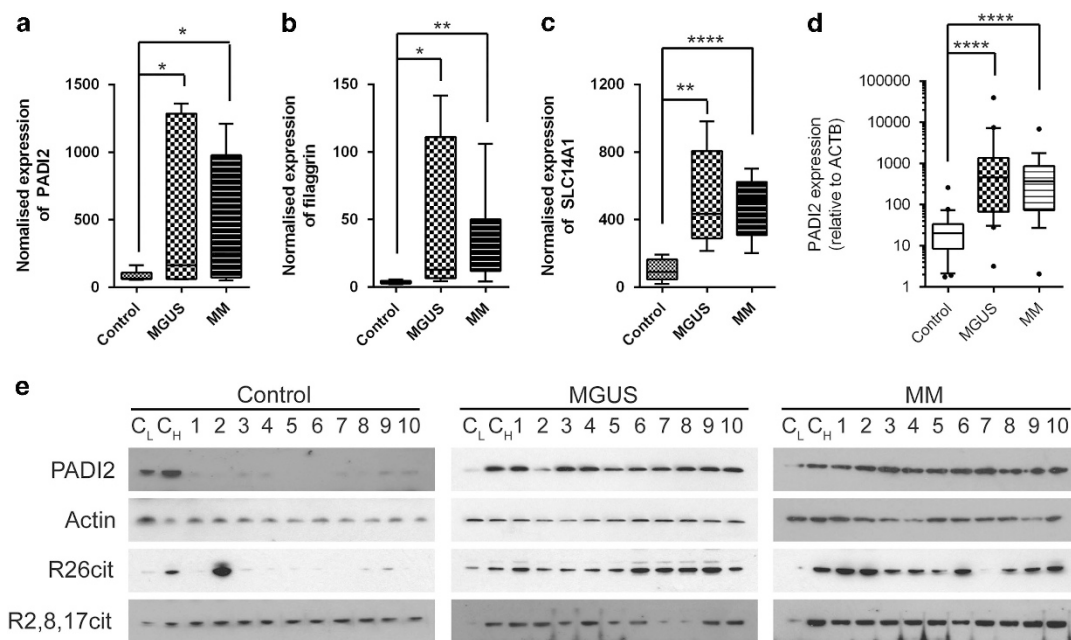 a
Normalised expression
of PADI2
1500
1000
500
0
*
*
Control
MGUS
MM
b
Normalised expression
of filaggrin
150
100
50
0
**
*
Control
MGUS
MM
c
Normalised expression
of SLC14A1
1200
800
400
0
****
**
Control
MGUS
MM
d
PADI2 expression
(relative to ACTB)
100000
10000
1000
100
10
1
****
****
Control
MGUS
MM
e
Control
MGUS
MM
CL CH 1 2 3 4 5 6 7 8 9 10
CL CH 1 2 3 4 5 6 7 8 9 10
CL CH 1 2 3 4 5 6 7 8 9 10
PADI2
Actin
R26cit
R2,8,17cit